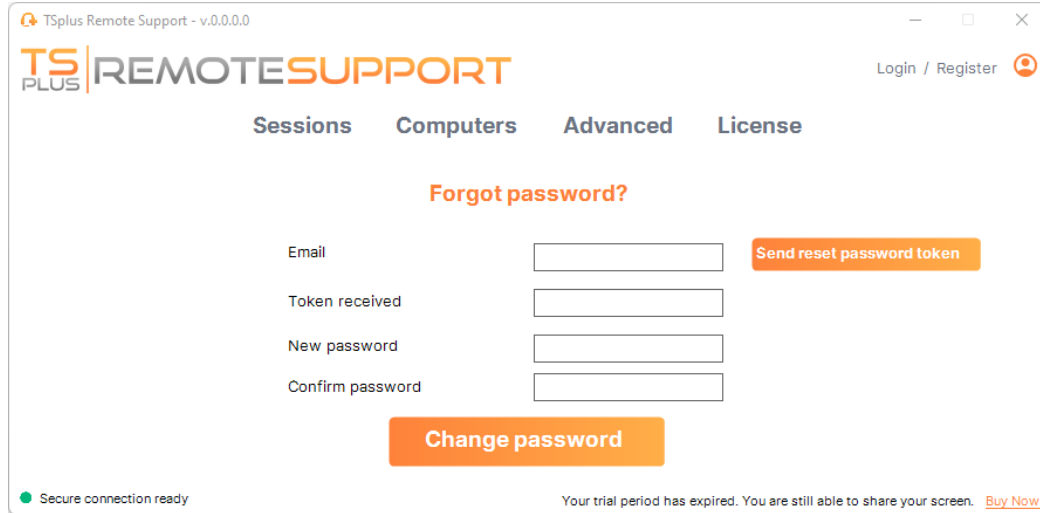 TSplus Remote Support - v.0.0.0.0
TS PLUS REMOTESUPPORT
Login / Register
Sessions Computers Advanced License
Forgot password?
Email
Send reset password token
Token received
New password
Confirm password
Change password
Secure connection ready
Your trial period has expired. You are still able to share your screen. Buy Now